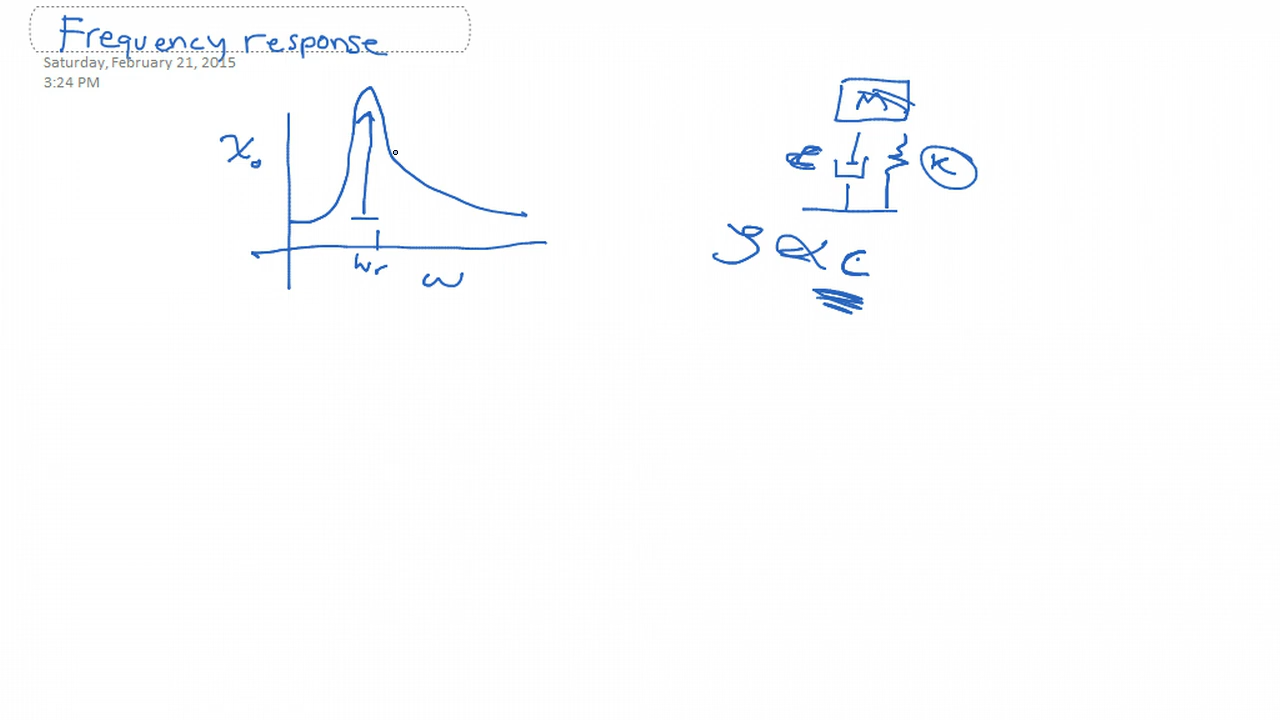 Frequency response
Saturday, February 21, 2015
3:24 PM
x₀
ωr
ω
M
c
K
ζ ∝ c